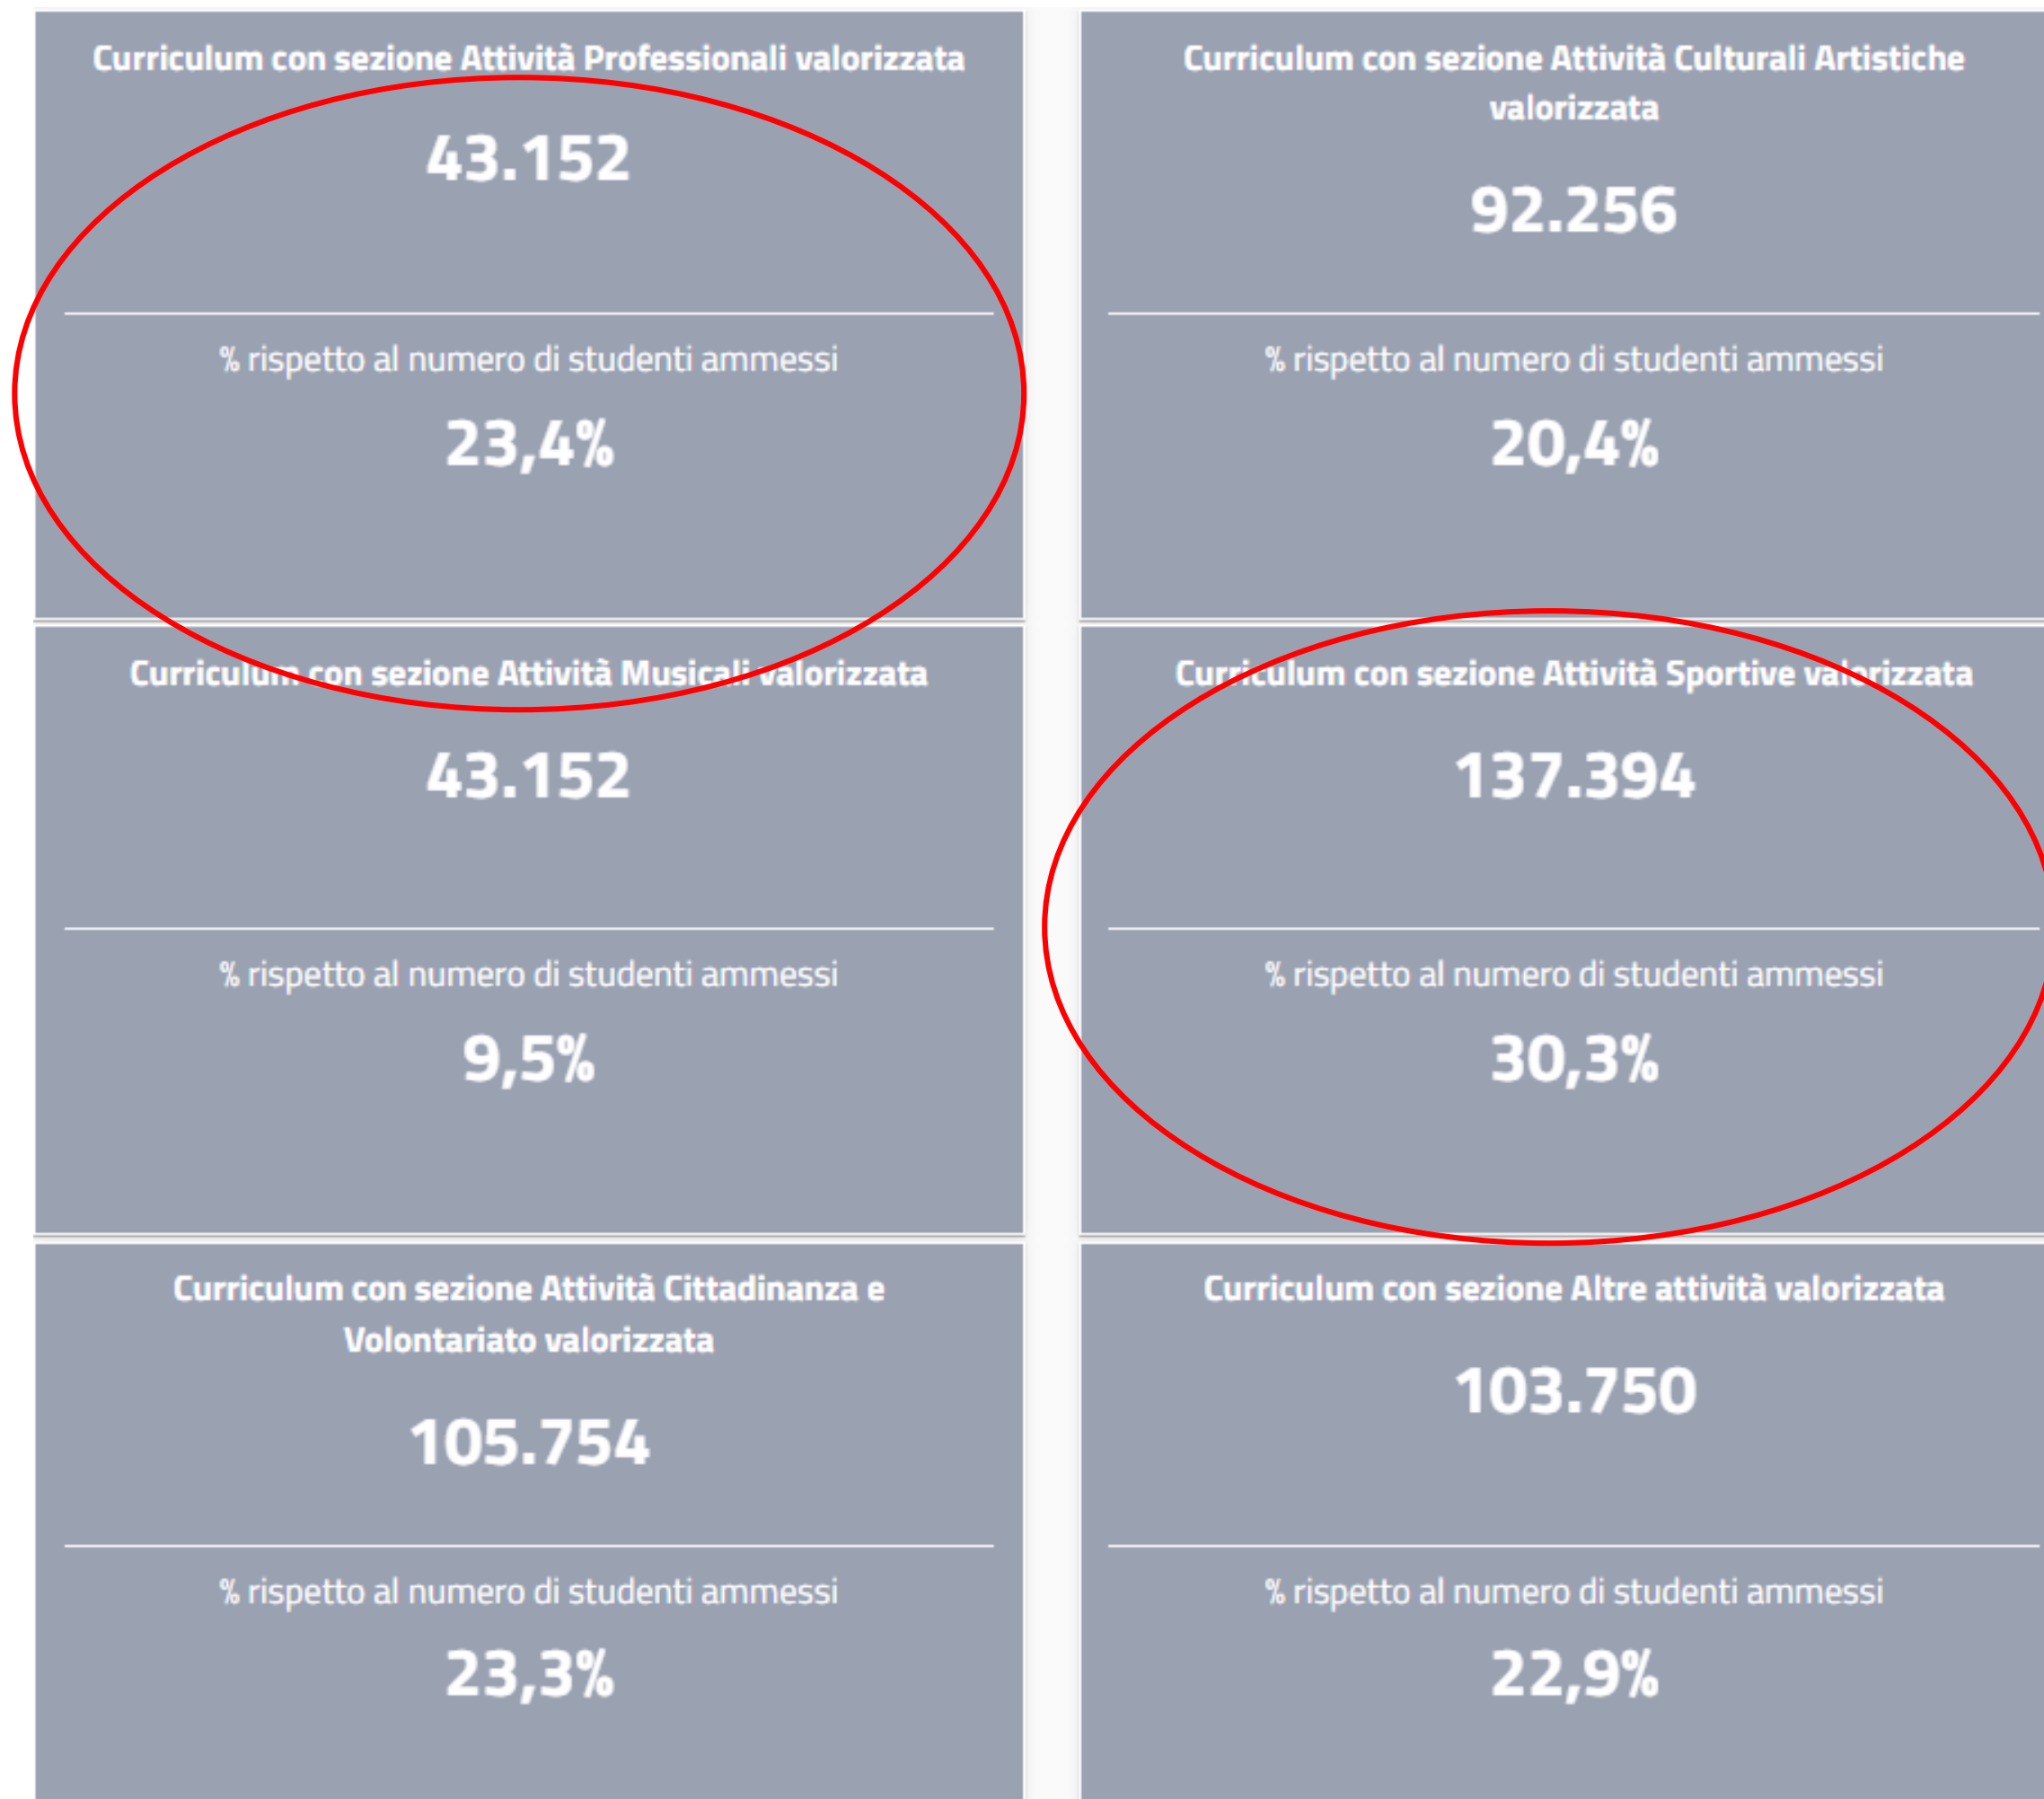 Curriculum con sezione Attività Professionali valorizzata
43.152
% rispetto al numero di studenti ammessi
23,4%
Curriculum con sezione Attività Culturali Artistiche
valorizzata
92.256
% rispetto al numero di studenti ammessi
20,4%
Curriculum con sezione Attività Musicali valorizzata
43.152
% rispetto al numero di studenti ammessi
9,5%
Curriculum con sezione Attività Sportive valorizzata
137.394
% rispetto al numero di studenti ammessi
30,3%
Curriculum con sezione Attività Cittadinanza e
Volontariato valorizzata
105.754
% rispetto al numero di studenti ammessi
23,3%
Curriculum con sezione Altre attività valorizzata
103.750
% rispetto al numero di studenti ammessi
22,9%